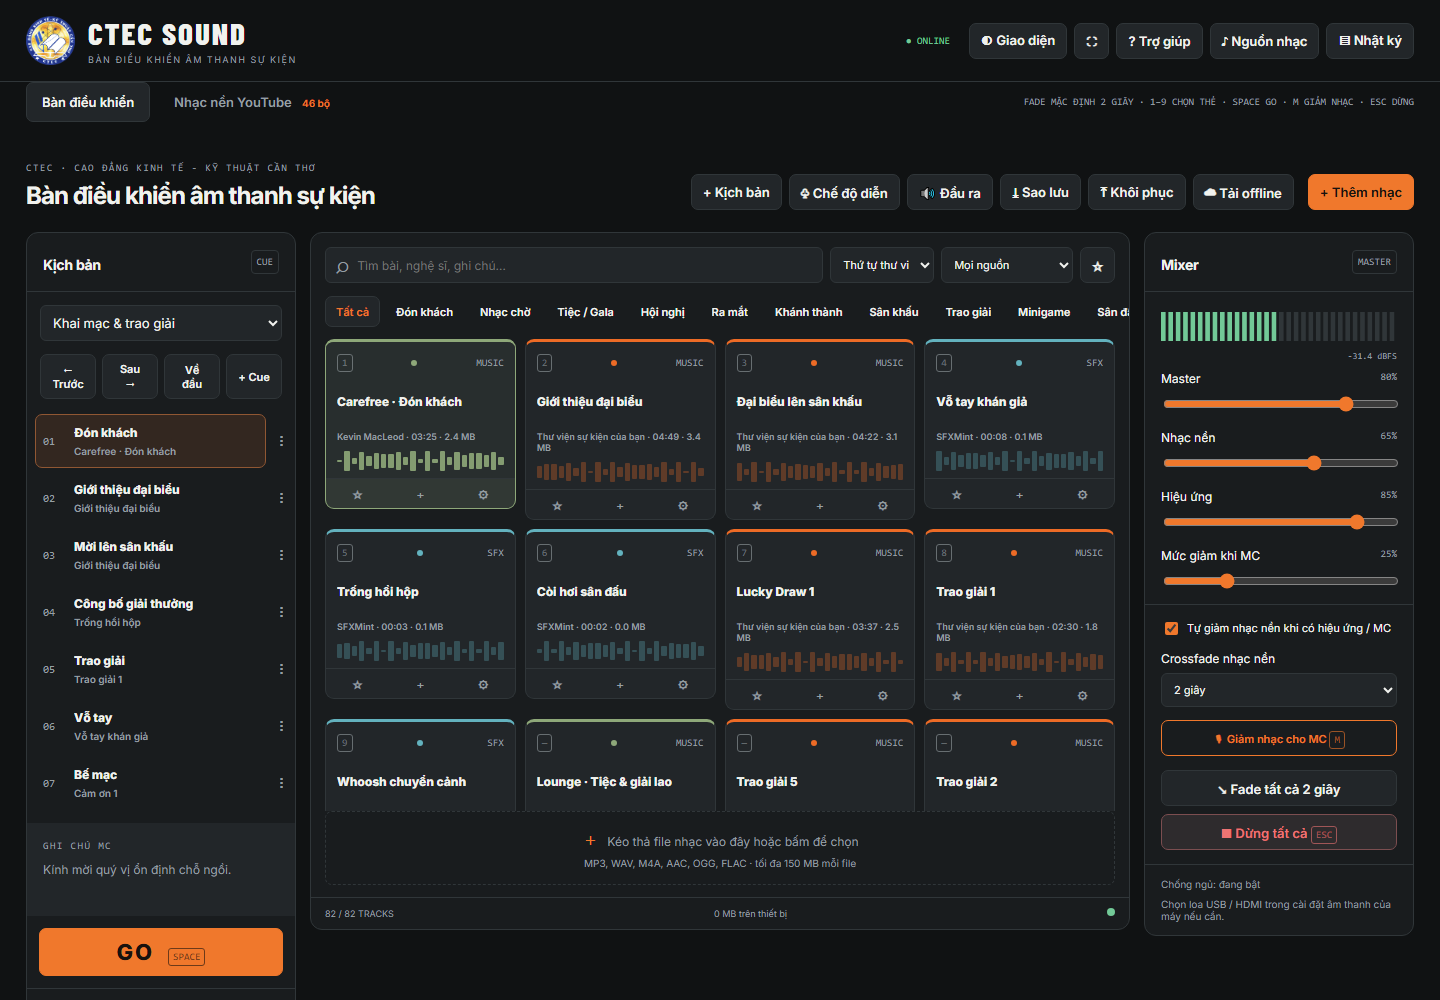 CTEC SOUND
BÀN ĐIỀU KHIỂN ÂM THANH SỰ KIỆN
ONLINE
Giao diện
? Trợ giúp
♪ Nguồn nhạc
Nhật ký
Bàn điều khiển
Nhạc nền YouTube 46 bộ
FADE MẶC ĐỊNH 2 GIÂY · 1–9 CHỌN THẺ · SPACE GO · M GIẢM NHẠC · ESC DỪNG
CTEC · CAO ĐẲNG KINH TẾ - KỸ THUẬT CẦN THƠ
Bàn điều khiển âm thanh sự kiện
+ Kịch bản
Chế độ diễn
Đầu ra
Sao lưu
Khôi phục
Tải offline
+ Thêm nhạc
Kịch bản
CUE
Khai mạc & trao giải
← Trước
Sau →
Về đầu
+ Cue
01 Đón khách
Carefree · Đón khách
02 Giới thiệu đại biểu
Giới thiệu đại biểu
03 Mời lên sân khấu
Giới thiệu đại biểu
04 Công bố giải thưởng
Trống hồi hộp
05 Trao giải
Trao giải 1
06 Vỗ tay
Vỗ tay khán giả
07 Bế mạc
Cảm ơn 1
GHI CHÚ MC
Kính mời quý vị ổn định chỗ ngồi.
GO SPACE
Tìm bài, nghệ sĩ, ghi chú...
Thứ tự thư vi
Mọi nguồn
Tất cả
Đón khách
Nhạc chờ
Tiệc / Gala
Hội nghị
Ra mắt
Khánh thành
Sân khấu
Trao giải
Minigame
Sân đ
1 MUSIC
Carefree · Đón khách
Kevin MacLeod · 03:25 · 2.4 MB
2 MUSIC
Giới thiệu đại biểu
Thư viện sự kiện của bạn · 04:49 · 3.4
MB
3 MUSIC
Đại biểu lên sân khấu
Thư viện sự kiện của bạn · 04:22 · 3.1
MB
4 SFX
Vỗ tay khán giả
SFXMint · 00:08 · 0.1 MB
5 SFX
Trống hồi hộp
SFXMint · 00:03 · 0.1 MB
6 SFX
Còi hơi sân đấu
SFXMint · 00:02 · 0.0 MB
7 MUSIC
Lucky Draw 1
Thư viện sự kiện của bạn · 03:37 · 2.5
MB
8 MUSIC
Trao giải 1
Thư viện sự kiện của bạn · 02:30 · 1.8
MB
9 SFX
Whoosh chuyển cảnh
– MUSIC
Lounge · Tiệc & giải lao
– MUSIC
Trao giải 5
– MUSIC
Trao giải 2
+ Kéo thả file nhạc vào đây hoặc bấm để chọn
MP3, WAV, M4A, AAC, OGG, FLAC · tối đa 150 MB mỗi file
82 / 82 TRACKS
0 MB trên thiết bị
Mixer
MASTER
-31.4 dBFS
Master 80%
Nhạc nền 65%
Hiệu ứng 85%
Mức giảm khi MC 25%
Tự giảm nhạc nền khi có hiệu ứng / MC
Crossfade nhạc nền
2 giây
Giảm nhạc cho MC M
↘ Fade tất cả 2 giây
■ Dừng tất cả ESC
Chống ngủ: đang bật
Chọn loa USB / HDMI trong cài đặt âm thanh của
máy nếu cần.